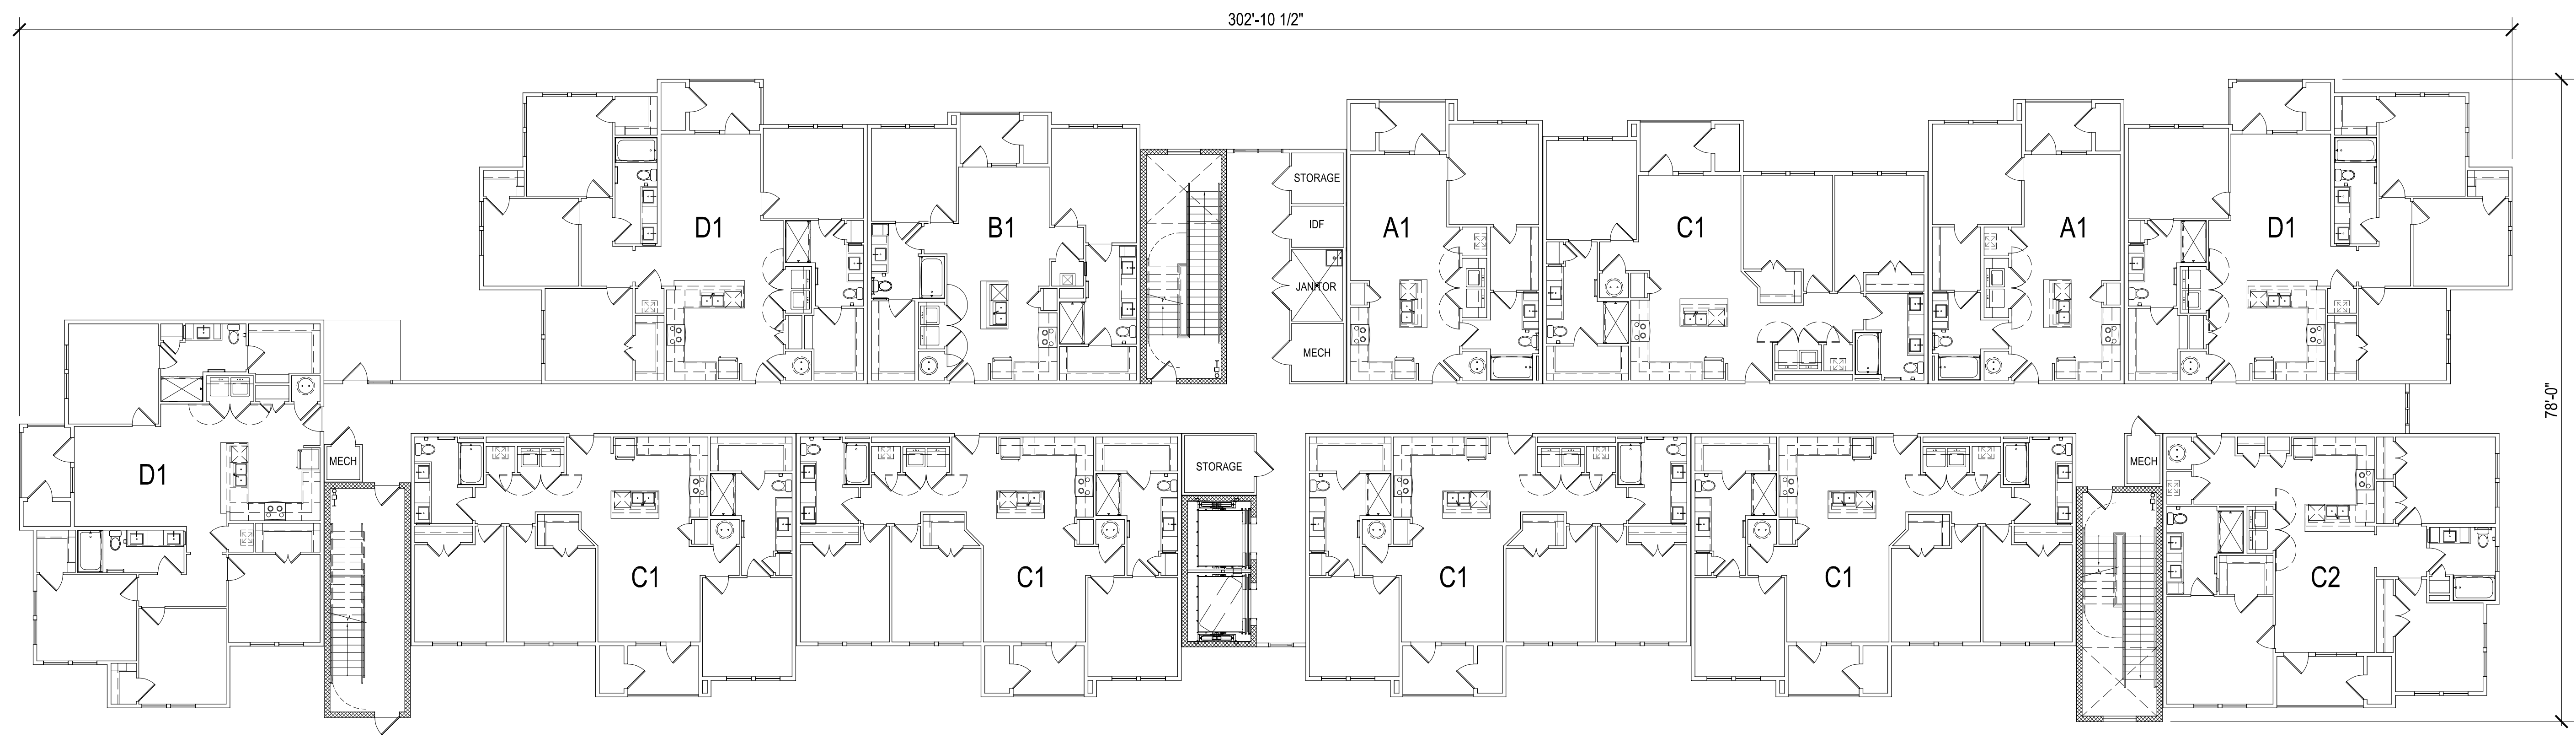 302'-10 1/2"
D1
B1
STORAGE
IDF
JANITOR
MECH
A1
C1
A1
D1
78'-0"
D1
MECH
C1
C1
STORAGE
C1
C1
MECH
C2